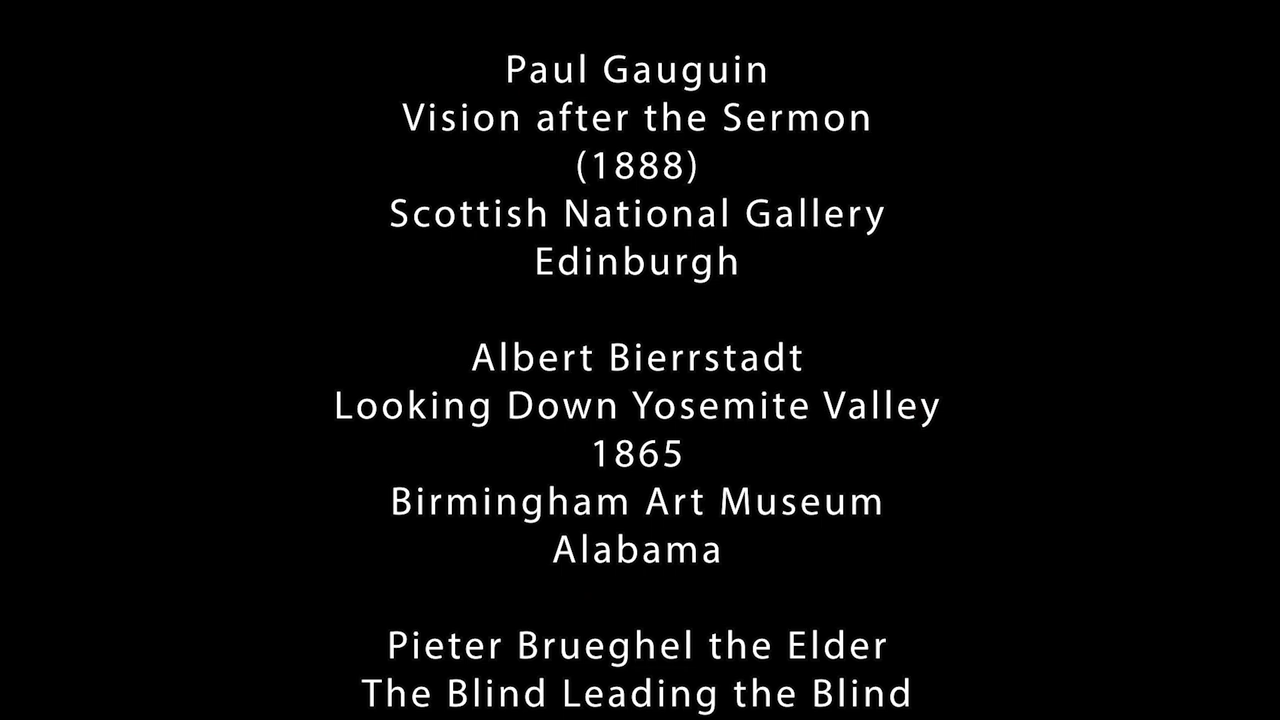 Paul Gauguin
Vision after the Sermon
(1888)
Scottish National Gallery
Edinburgh
Albert Bierrstadt
Looking Down Yosemite Valley
1865
Birmingham Art Museum
Alabama
Pieter Brueghel the Elder
The Blind Leading the Blind